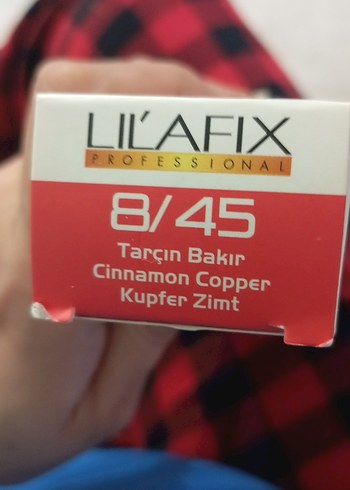 LIL'AFIX
PROFESSIONAL
8/45
Tarçın Bakır
Cinnamon Copper
Kupfer Zimt